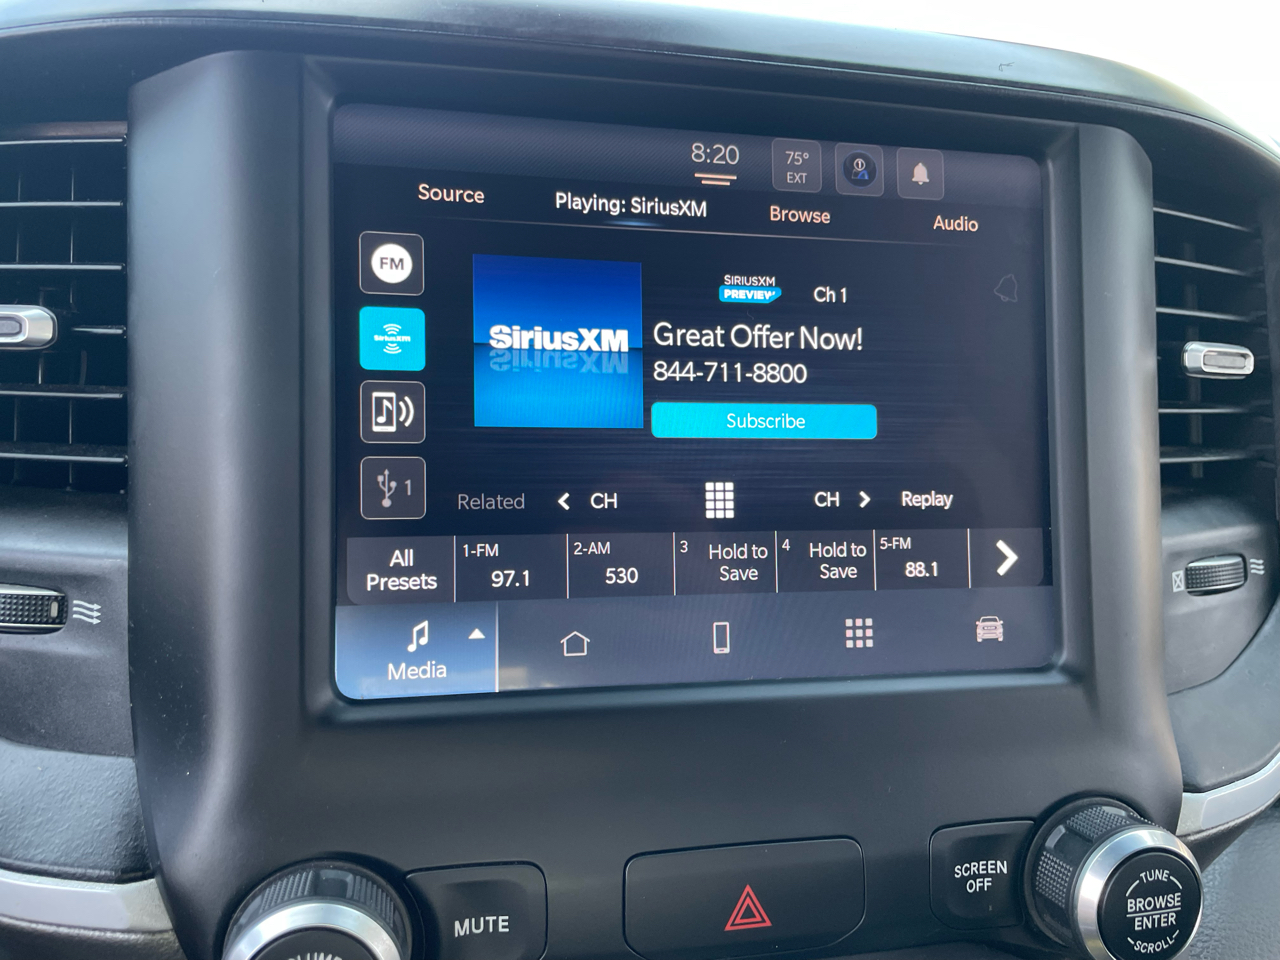 8:20
75°
EXT
Source
Playing: SiriusXM
Browse
Audio
FM
SiriusXM
1
SiriusXM
SIRIUSXM
PREVIEW
Ch 1
Great Offer Now!
844-711-8800
Subscribe
Related
CH
CH
Replay
All
Presets
1-FM
97.1
2-AM
530
3
Hold to
Save
4
Hold to
Save
5-FM
88.1
Media
MUTE
SCREEN
OFF
TUNE
BROWSE
ENTER
SCROLL